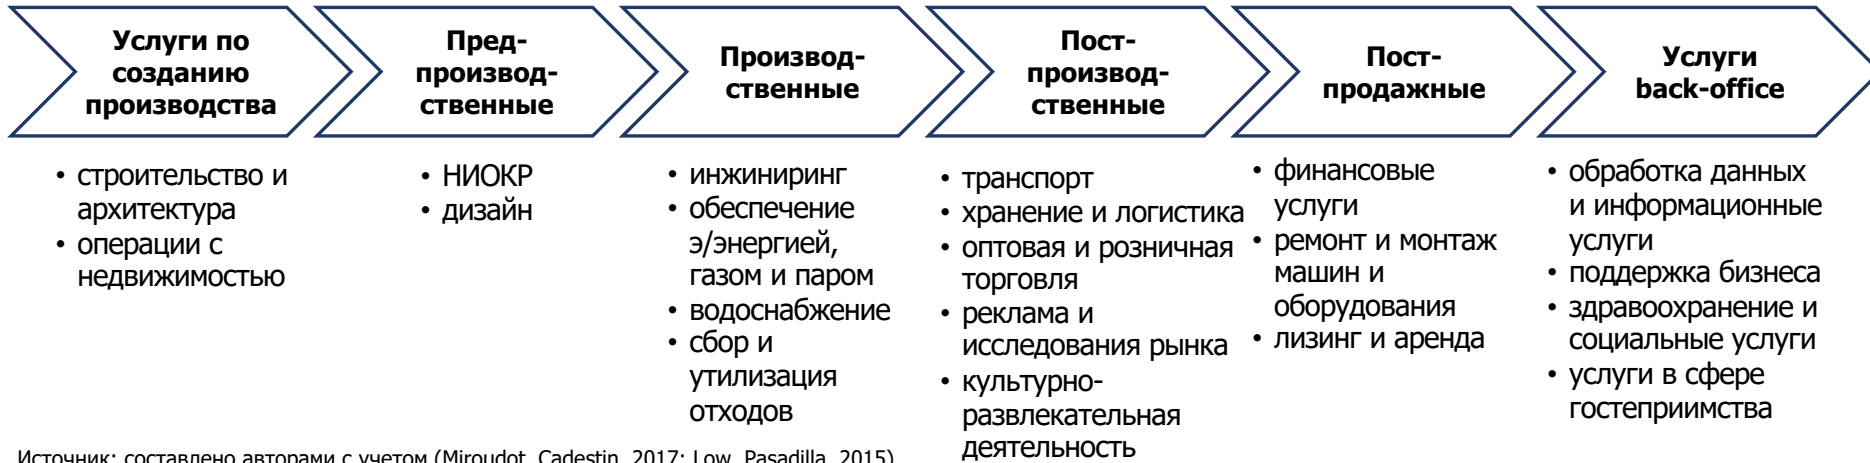 Услуги по
созданию
производства
Пред-
производ-
ственные
Производ-
ственные
Пост-
производ-
ственные
Пост-
продажные
Услуги
back-office
• строительство и
архитектура
• операции с
недвижимостью
• НИОКР
• дизайн
• инжиниринг
• обеспечение
э/энергией,
газом и паром
• водоснабжение
• сбор и
утилизация
отходов
• транспорт
• хранение и логистика
• оптовая и розничная
торговля
• реклама и
исследования рынка
• культурно-
развлекательная
деятельность
• финансовые
услуги
• ремонт и монтаж
машин и
оборудования
• лизинг и аренда
• обработка данных
и информационные
услуги
• поддержка бизнеса
• здравоохранение и
социальные услуги
• услуги в сфере
гостеприимства
Источник: составлено авторами с учетом (Miroudot, Cadestin, 2017; Low, Pasadilla, 2015)